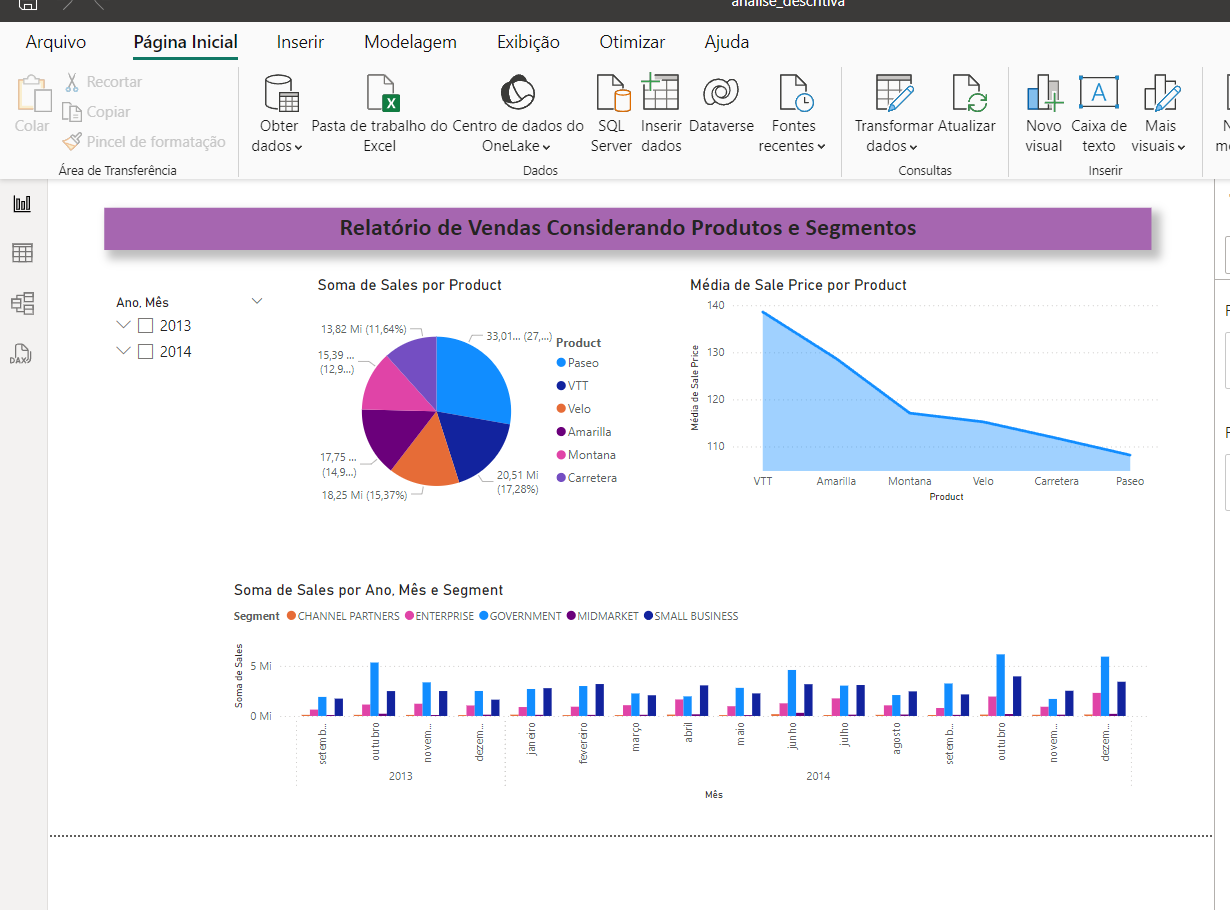 analise_descritiva
Arquivo Página Inicial Inserir Modelagem Exibição Otimizar Ajuda
Colar
Recortar
Copiar
Pincel de formatação
Área de Transferência
Obter dados
Pasta de trabalho do Excel
Centro de dados do OneLake
SQL Server
Inserir dados
Dataverse
Fontes recentes
Dados
Transformar dados
Atualizar
Consultas
Novo visual
Caixa de texto
Mais visuais
Inserir
DAX
Relatório de Vendas Considerando Produtos e Segmentos
Ano, Mês
2013
2014
Soma de Sales por Product
13,82 Mi (11,64%)
33,01... (27,...)
15,39 ...
(12,9...)
17,75 ...
(14,9...)
20,51 Mi
(17,28%)
18,25 Mi (15,37%)
Product
Paseo
VTT
Velo
Amarilla
Montana
Carretera
Média de Sale Price por Product
Média de Sale Price
140
130
120
110
VTT Amarilla Montana Velo Carretera Paseo
Product
Soma de Sales por Ano, Mês e Segment
Segment CHANNEL PARTNERS ENTERPRISE GOVERNMENT MIDMARKET SMALL BUSINESS
Soma de Sales
5 Mi
0 Mi
setemb... outubro novem... dezem... janeiro fevereiro março abril maio junho julho agosto setemb... outubro novem... dezem...
2013 2014
Mês